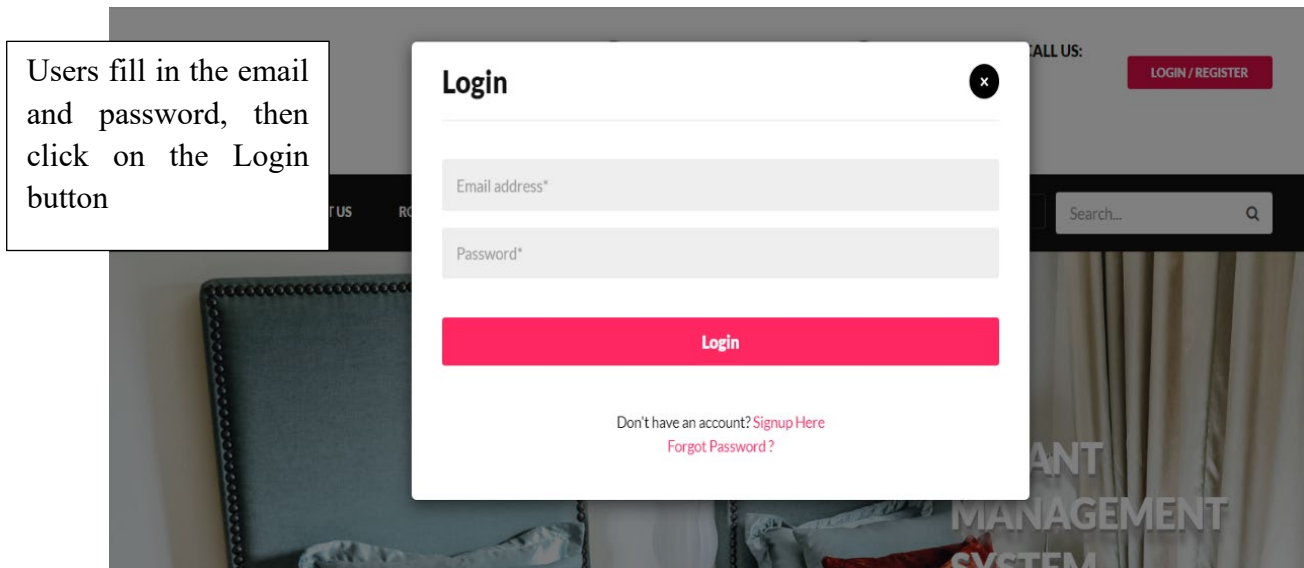 Users fill in the email
and password, then
click on the Login
button
CALL US:
LOGIN / REGISTER
Login
x
Email address*
US
Search...
Password*
Login
Don't have an account? Signup Here
Forgot Password ?
MANAGEMENT
SYSTEM